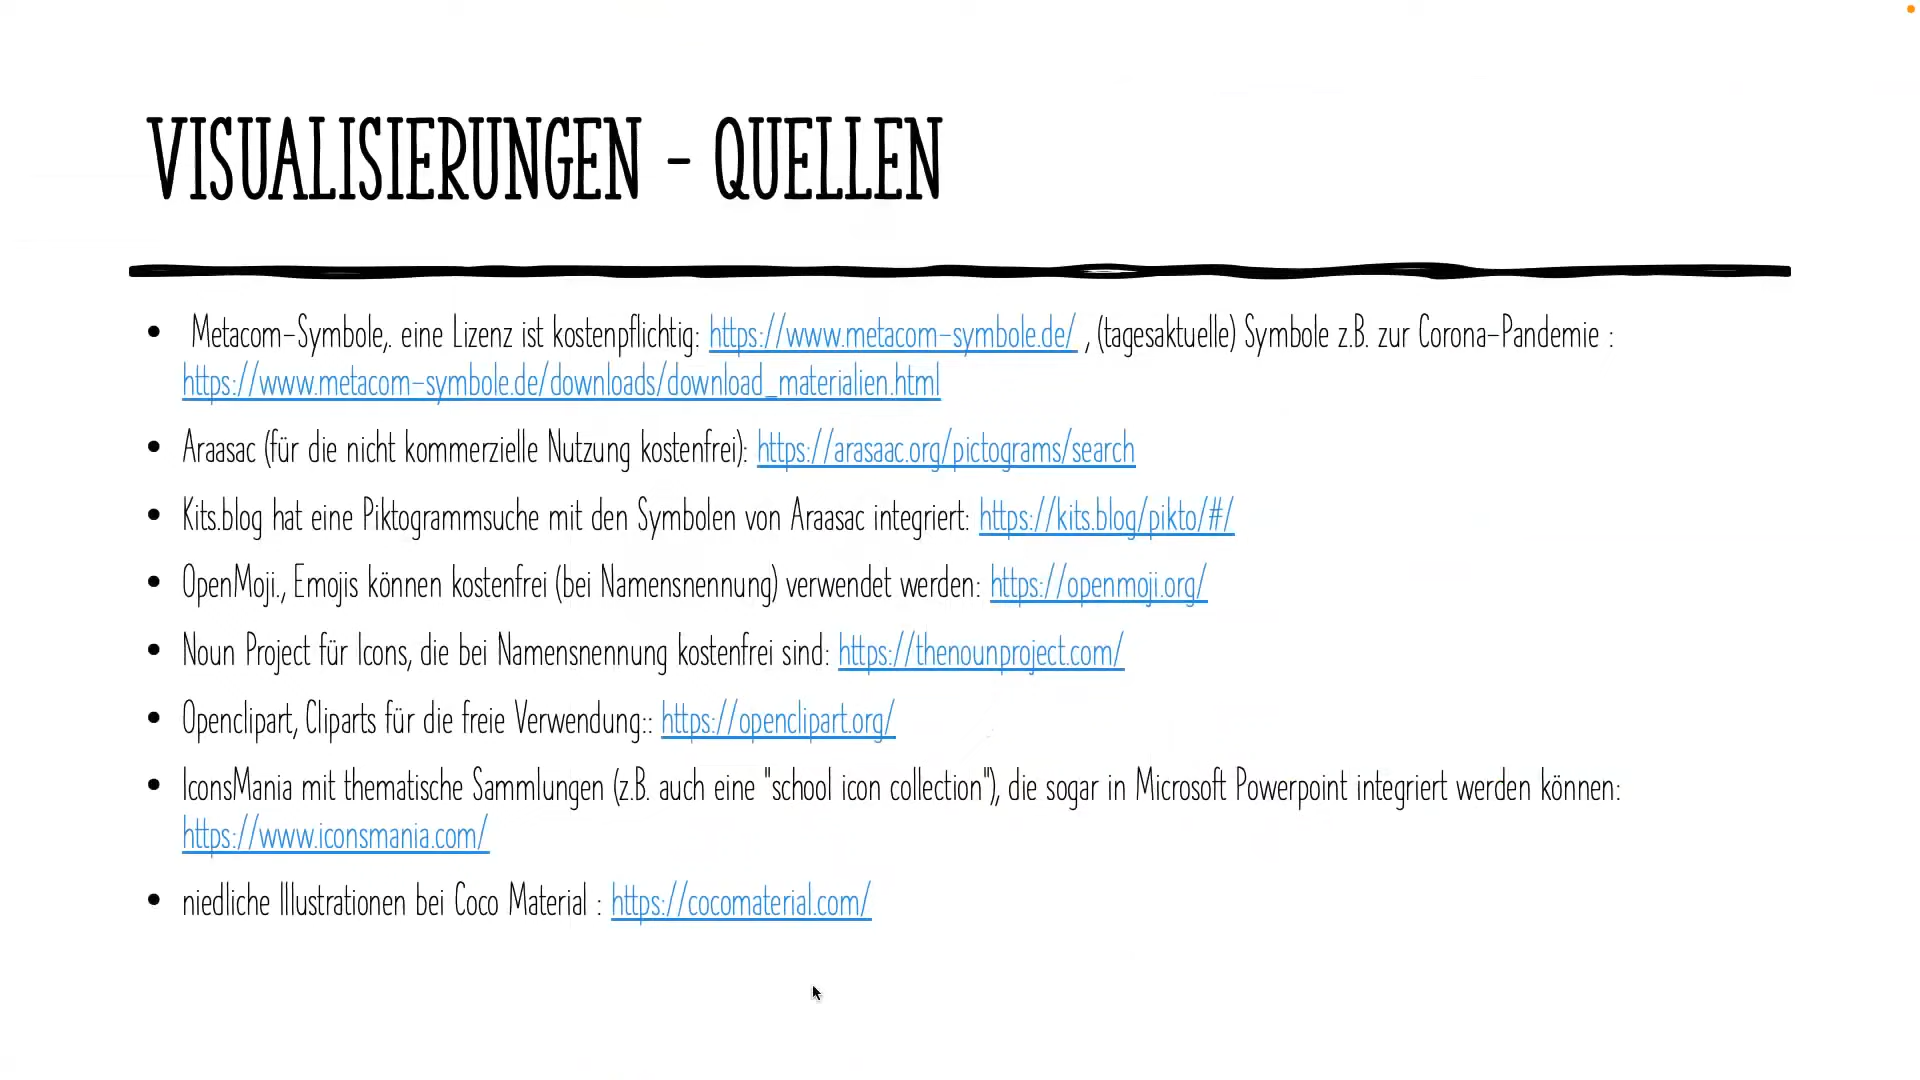 VISUALISIERUNGEN - QUELLEN
• Metacom-Symbole,. eine Lizenz ist kostenpflichtig: https://www.metacom-symbole.de/ , (tagesaktuelle) Symbole z.B. zur Corona-Pandemie :
https://www.metacom-symbole.de/downloads/download_materialien.html
• Araasac (für die nicht kommerzielle Nutzung kostenfrei): https://arasaac.org/pictograms/search
• Kits.blog hat eine Piktogrammsuche mit den Symbolen von Araasac integriert: https://kits.blog/pikto/#/
• OpenMoji., Emojis können kostenfrei (bei Namensnennung) verwendet werden: https://openmoji.org/
• Noun Project für Icons, die bei Namensnennung kostenfrei sind: https://thenounproject.com/
• Openclipart, Cliparts für die freie Verwendung:: https://openclipart.org/
• IconsMania mit thematische Sammlungen (z.B. auch eine "school icon collection"), die sogar in Microsoft Powerpoint integriert werden können:
https://www.iconsmania.com/
• niedliche Illustrationen bei Coco Material : https://cocomaterial.com/